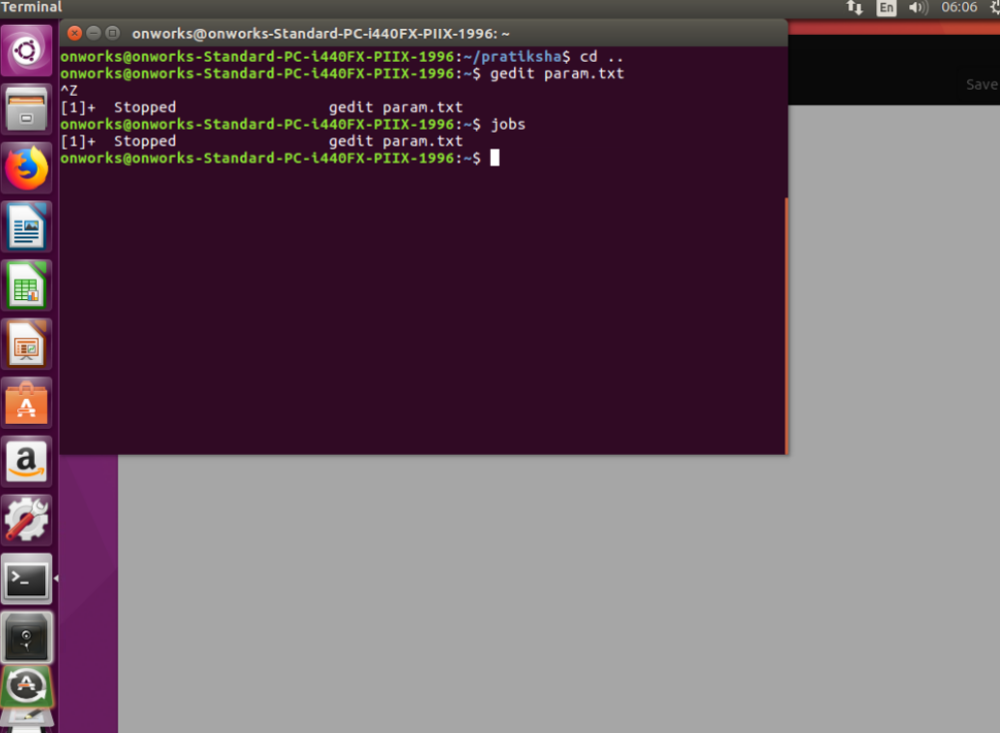 Terminal
En
06:06
onworks@onworks-Standard-PC-i440FX-PIIX-1996: ~
Save
onworks@onworks-Standard-PC-i440FX-PIIX-1996:~/pratiksha$ cd ..
onworks@onworks-Standard-PC-i440FX-PIIX-1996:~$ gedit param.txt
^Z
[1]+  Stopped                 gedit param.txt
onworks@onworks-Standard-PC-i440FX-PIIX-1996:~$ jobs
[1]+  Stopped                 gedit param.txt
onworks@onworks-Standard-PC-i440FX-PIIX-1996:~$